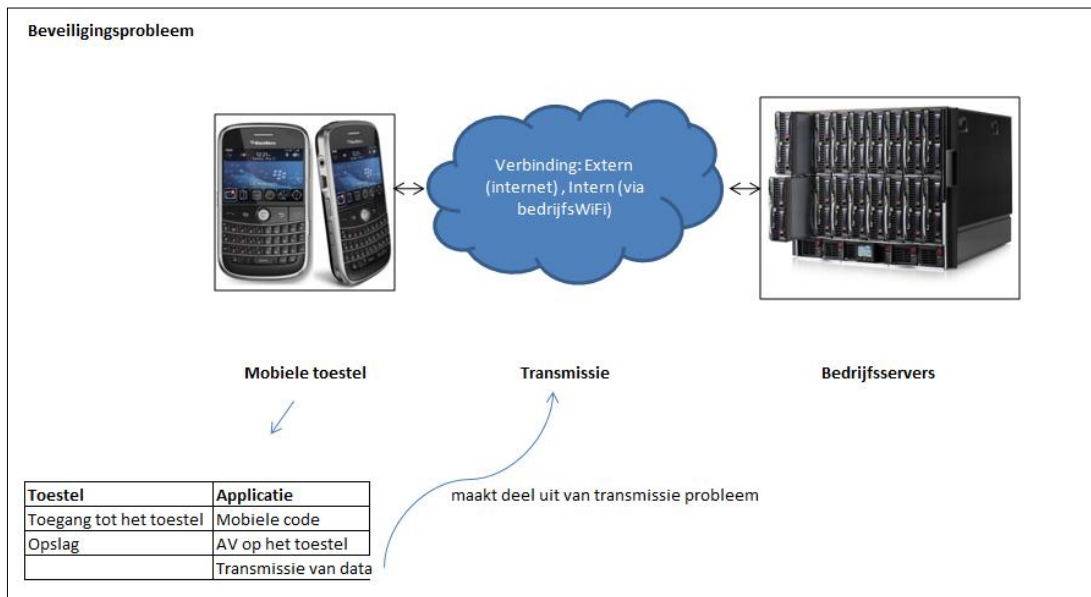 Beveiligingsprobleem
Verbinding: Extern
(internet) , Intern (via
bedrijfsWiFi)
Mobiele toestel
Transmissie
Bedrijfsservers
maakt deel uit van transmissie probleem
Toestel Applicatie
Toegang tot het toestel Mobiele code
Opslag AV op het toestel
Transmissie van data